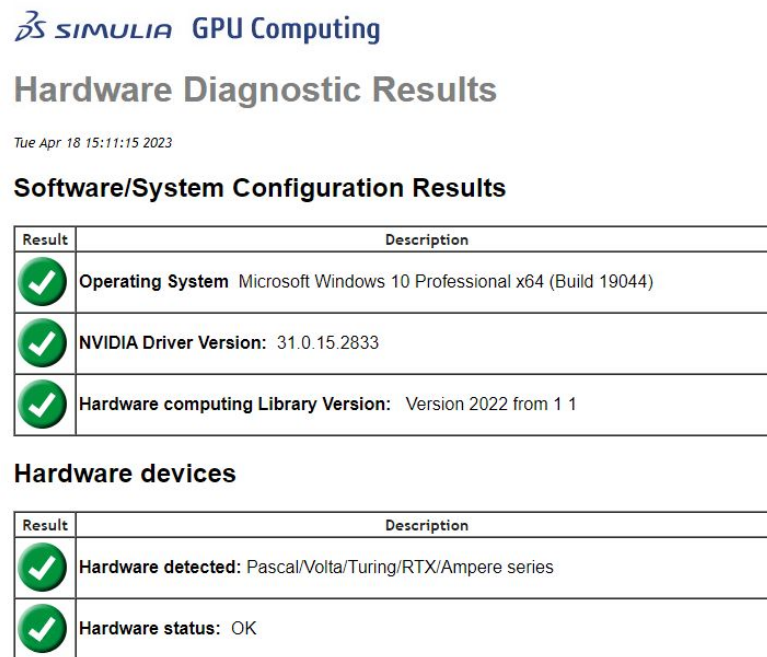 3S SIMULIA GPU Computing
Hardware Diagnostic Results
Tue Apr 18 15:11:15 2023
Software/System Configuration Results
Result Description
Operating System Microsoft Windows 10 Professional x64 (Build 19044)
NVIDIA Driver Version: 31.0.15.2833
Hardware computing Library Version: Version 2022 from 1 1
Hardware devices
Result Description
Hardware detected: Pascal/Volta/Turing/RTX/Ampere series
Hardware status: OK